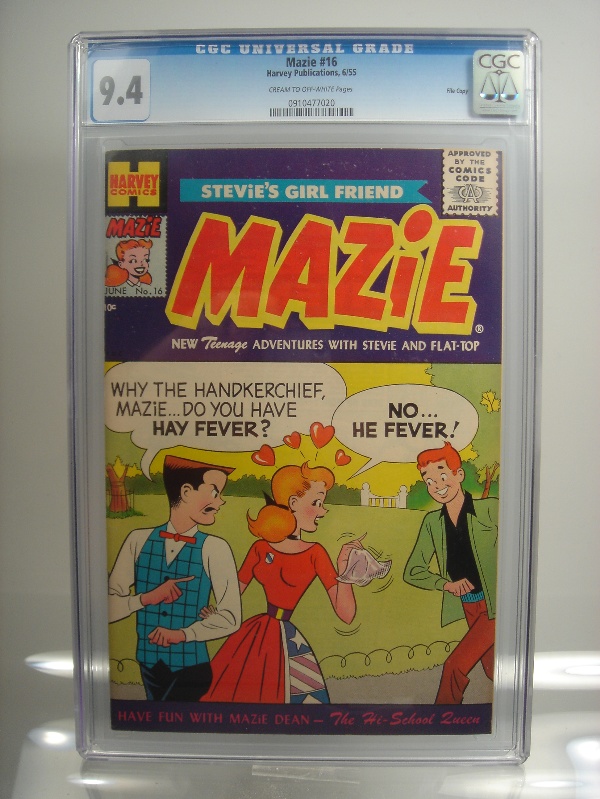 CGC UNIVERSAL GRADE
9.4
Mazie #16
Harvey Publications, 6/55
CREAM TO OFF-WHITE Pages
File Copy
0910477020
CGC
HARVEY
COMICS
MAZiE
JUNE No. 16
10¢
STEViE'S GIRL FRIEND
APPROVED
BY THE
COMICS
CODE
AUTHORITY
MAZiE®
NEW Teenage ADVENTURES WITH STEViE AND FLAT-TOP
WHY THE HANDKERCHIEF,
MAZiE...DO YOU HAVE
HAY FEVER?
NO...
HE FEVER!
HAVE FUN WITH MAZiE DEAN — The Hi-School Queen
CGC